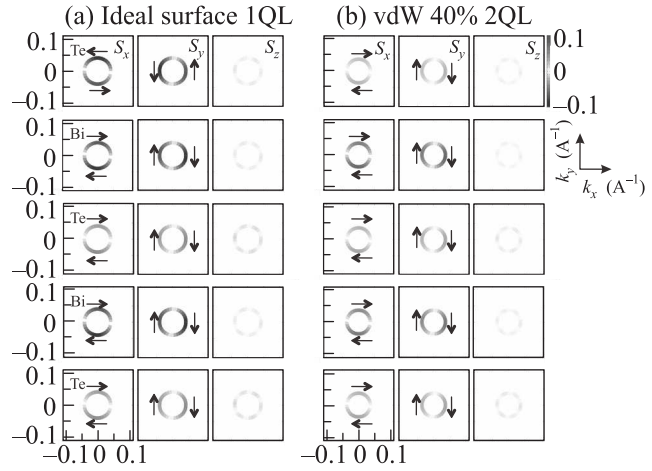 (a) Ideal surface 1QL (b) vdW 40% 2QL
0.1 Te Sx Sy Sz Sx Sy Sz 0.1
0 0
−0.1 −0.1
0.1 Bi
0
−0.1
ky (A⁻¹)
kx (A⁻¹)
0.1 Te
0
−0.1
0.1 Bi
0
−0.1
0.1 Te
0
−0.1
−0.1 0 0.1 −0.1 0 0.1